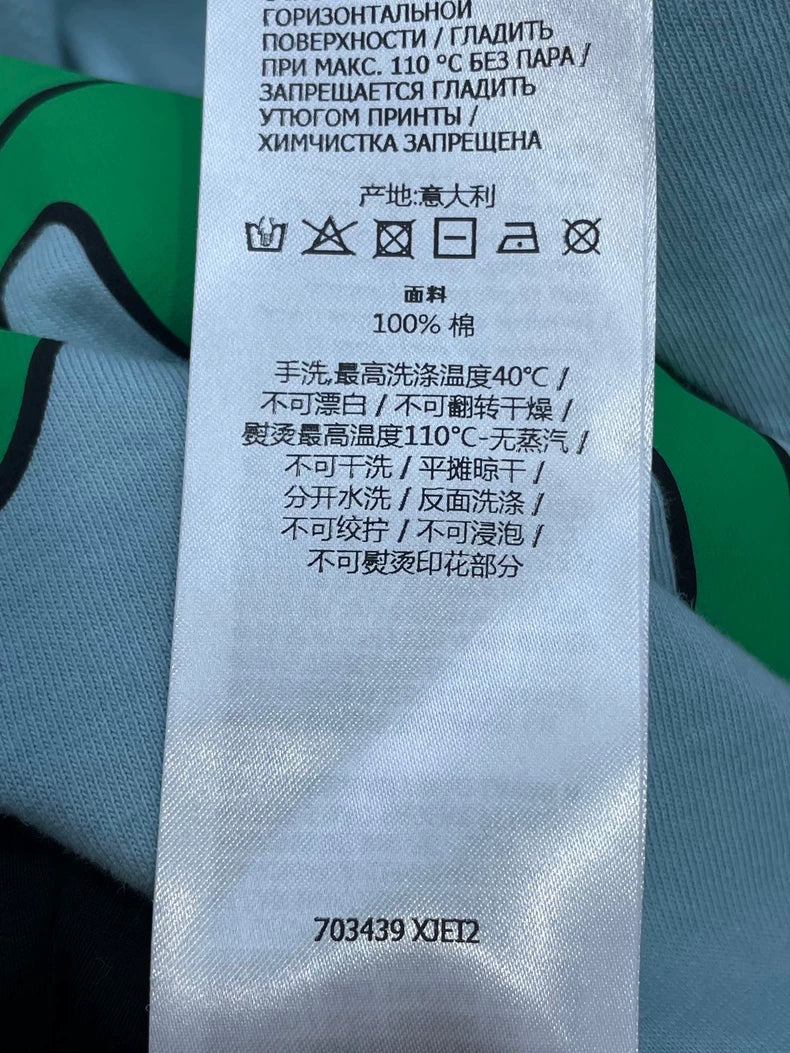 ГОРИЗОНТАЛЬНОЙ
ПОВЕРХНОСТИ / ГЛАДИТЬ
ПРИ МАКС. 110 °C БЕЗ ПАРА /
ЗАПРЕЩАЕТСЯ ГЛАДИТЬ
УТЮГОМ ПРИНТЫ /
ХИМЧИСТКА ЗАПРЕЩЕНА
产地:意大利
面料
100% 棉
手洗,最高洗涤温度40℃ /
不可漂白 / 不可翻转干燥 /
熨烫最高温度110℃-无蒸汽 /
不可干洗 / 平摊晾干 /
分开水洗 / 反面洗涤 /
不可绞拧 / 不可浸泡 /
不可熨烫印花部分
703439 XJEI2